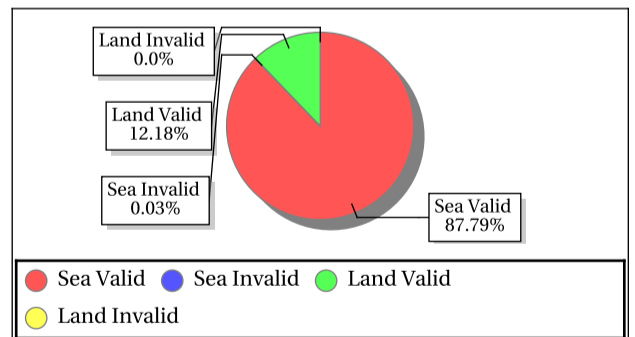 Land Invalid
0.0%
Land Valid
12.18%
Sea Invalid
0.03%
Sea Valid
87.79%
Sea Valid Sea Invalid Land Valid
Land Invalid